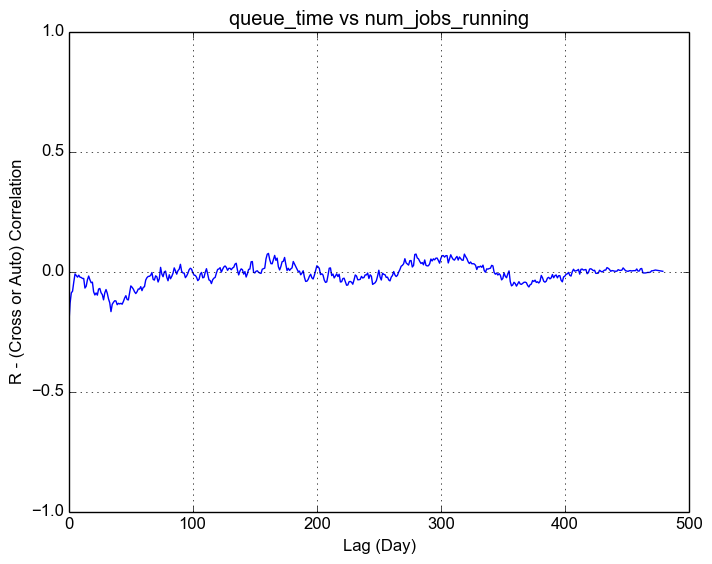 queue_time vs num_jobs_running
1.0
0.5
0.0
−0.5
−1.0
R - (Cross or Auto) Correlation
0 100 200 300 400 500
Lag (Day)